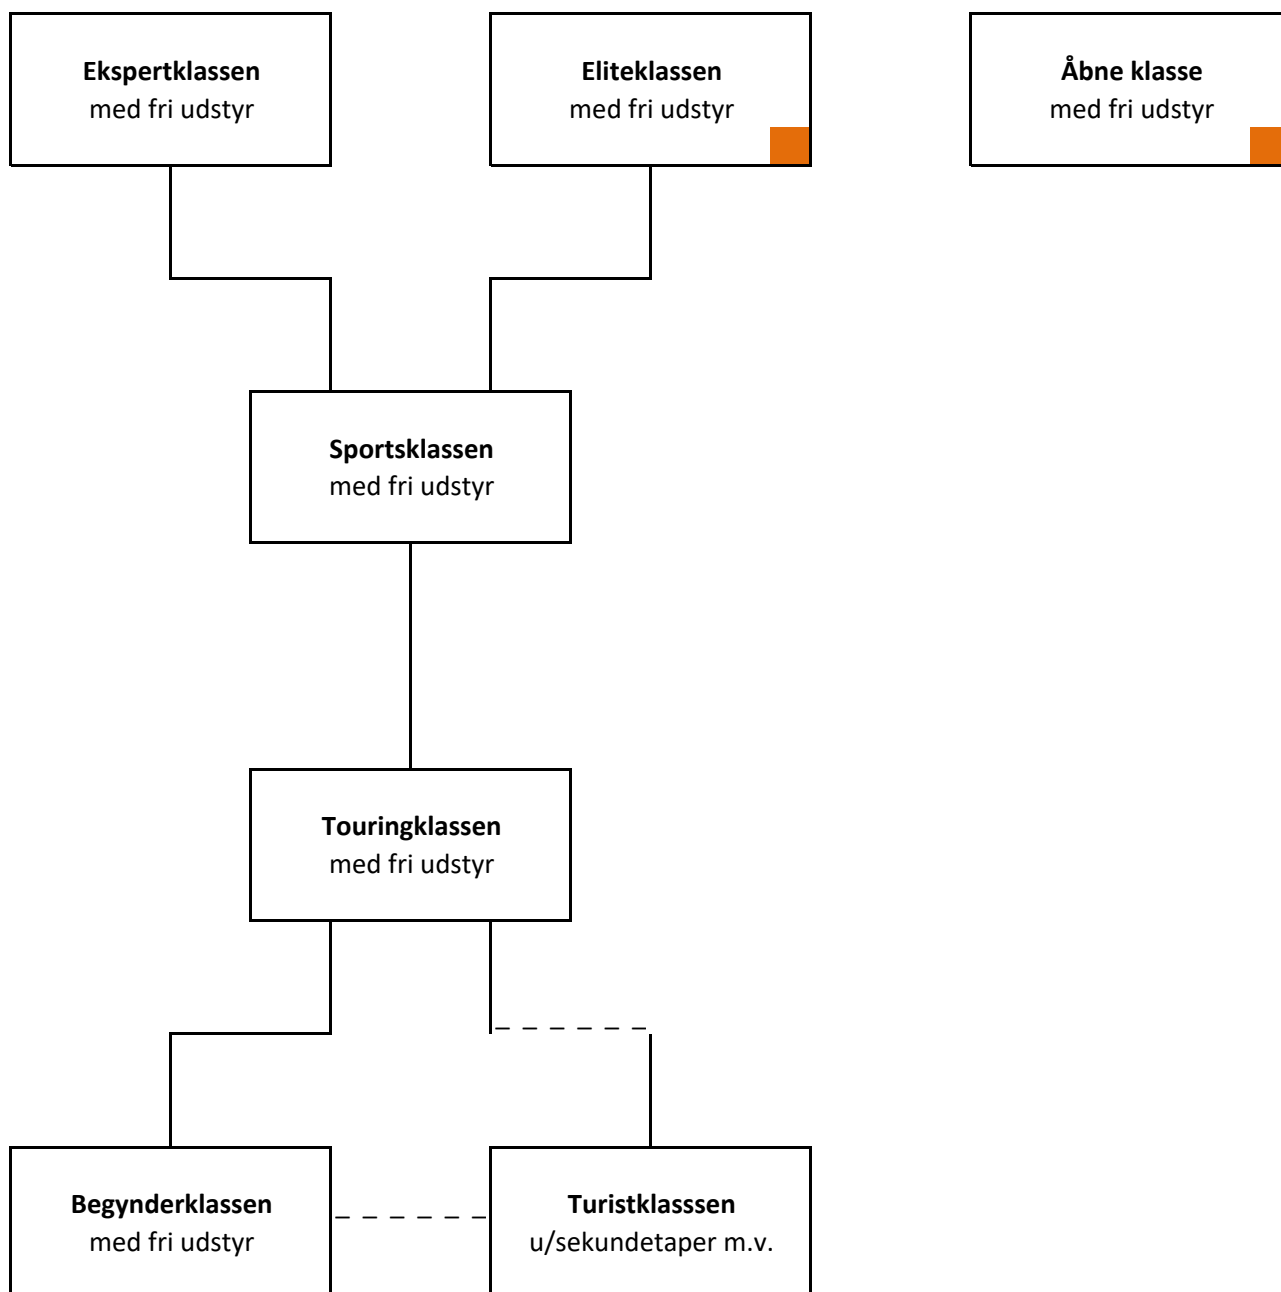 Ekspertklassen
med fri udstyr
Eliteklassen
med fri udstyr
Åbne klasse
med fri udstyr
Sportsklassen
med fri udstyr
Touringklassen
med fri udstyr
Begynderklassen
med fri udstyr
Turistklasssen
u/sekundetaper m.v.